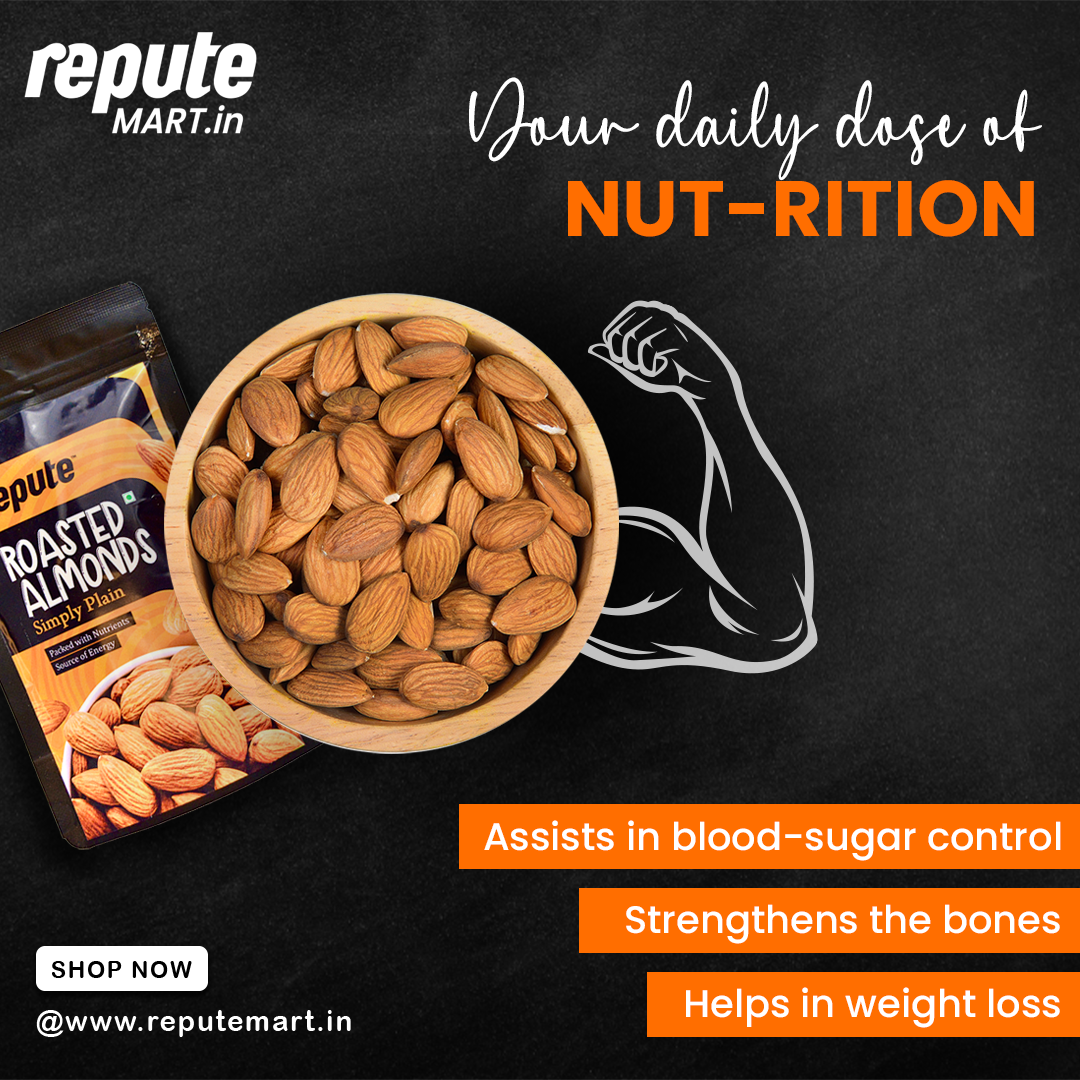 repute
MART.in
Your daily dose of
NUT-RITION
epute™
ROASTED
ALMONDS
Simply Plain
Packed with Nutrients
Source of Energy
Assists in blood-sugar control
Strengthens the bones
Helps in weight loss
SHOP NOW
@www.reputemart.in